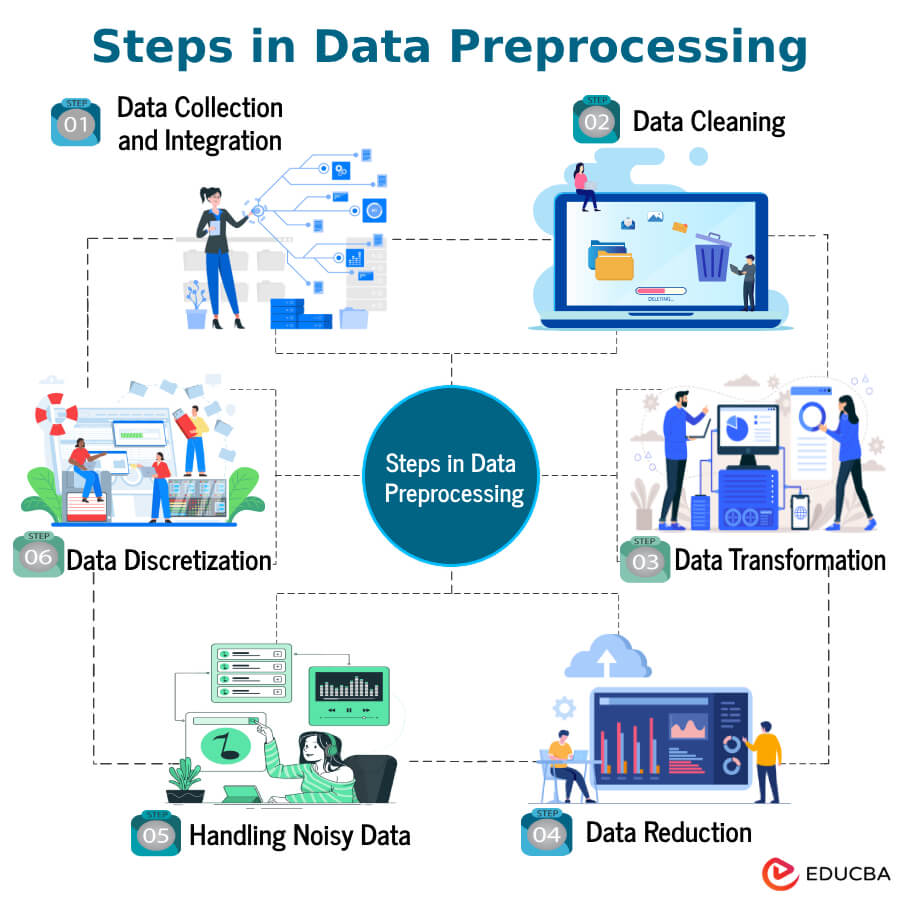 Steps in Data Preprocessing
STEP
01
Data Collection
and Integration
STEP
02
Data Cleaning
DELETING...
Steps in Data
Preprocessing
STEP
03
Data Transformation
STEP
04
Data Reduction
STEP
05
Handling Noisy Data
STEP
06
Data Discretization
EDUCBA